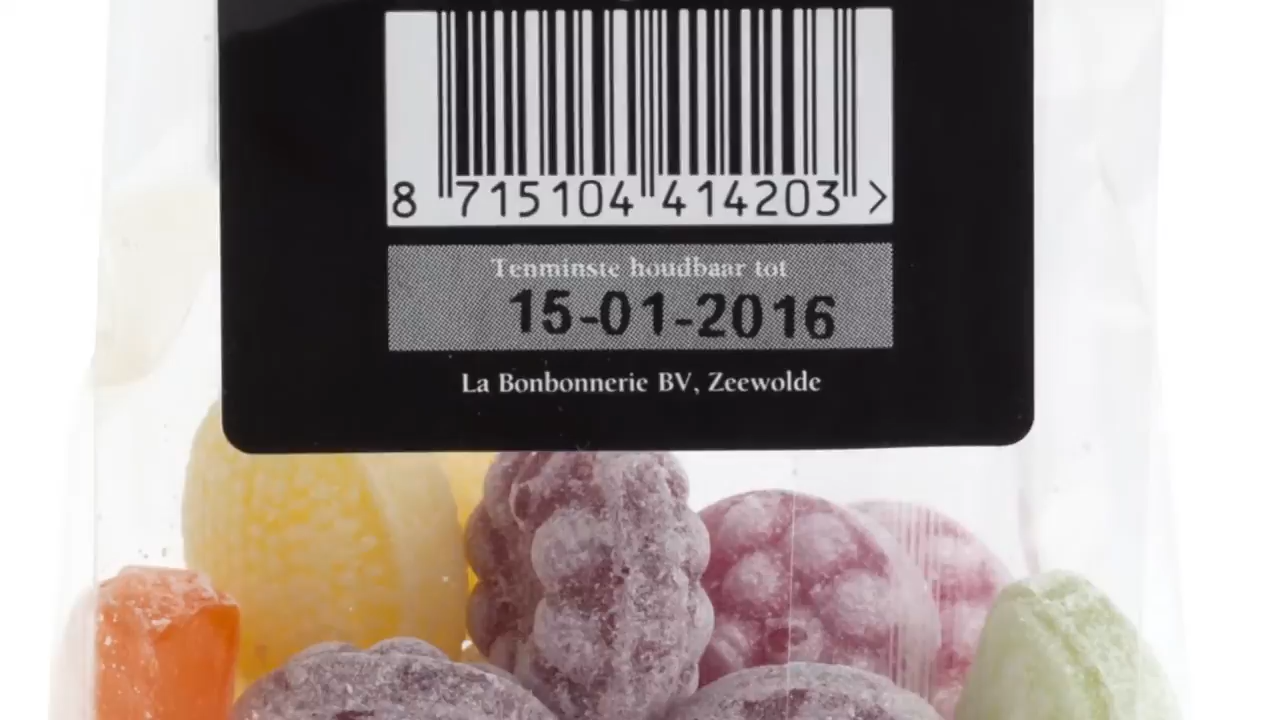 8 715104 414203 >
Tenminste houdbaar tot
15-01-2016
La Bonbonnerie BV, Zeewolde